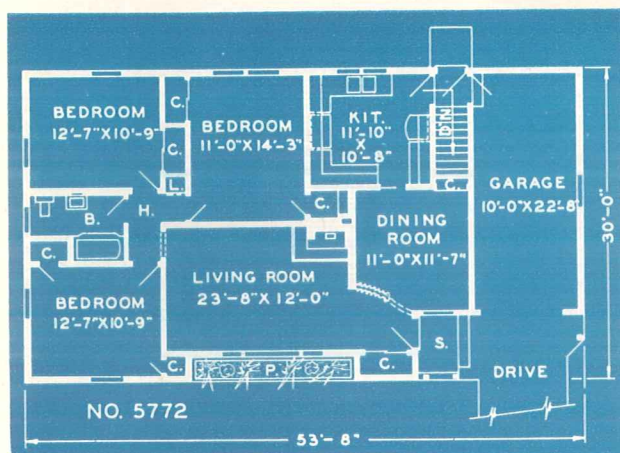 BEDROOM
12'-7"X10'-9"
C.
C.
L.
BEDROOM
11'-0"X14'-3"
KIT.
11'-10"
X
10'-8"
D'N
C.
GARAGE
10'-0"X22'-8"
30'-0"
B.
H.
C.
C.
DINING
ROOM
11'-0"X11'-7"
LIVING ROOM
23'-8"X12'-0"
BEDROOM
12'-7"X10'-9"
C.
P.
C.
S.
DRIVE
NO. 5772
53'-8"